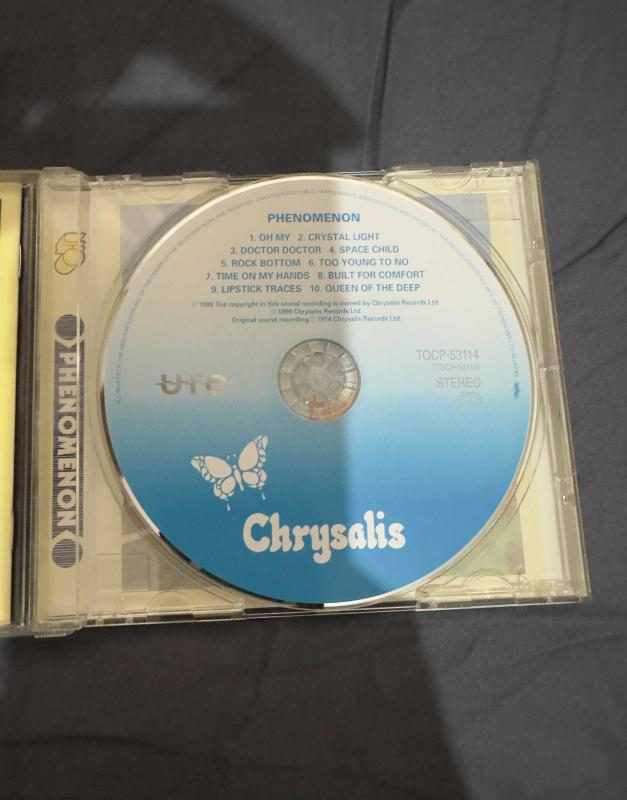 PHENOMENON
1. OH MY 2. CRYSTAL LIGHT
3. DOCTOR DOCTOR 4. SPACE CHILD
5. ROCK BOTTOM 6. TOO YOUNG TO NO
7. TIME ON MY HANDS 8. BUILT FOR COMFORT
9. LIPSTICK TRACES 10. QUEEN OF THE DEEP
℗1999 The copyright in this sound recording is owned by Chrysalis Records Ltd.
©1999 Chrysalis Records Ltd.
Original sound recording ℗1974 Chrysalis Records Ltd.
UFO
TOCP-53114
(TDCP-53114)
STEREO
Chrysalis
PHENOMENON